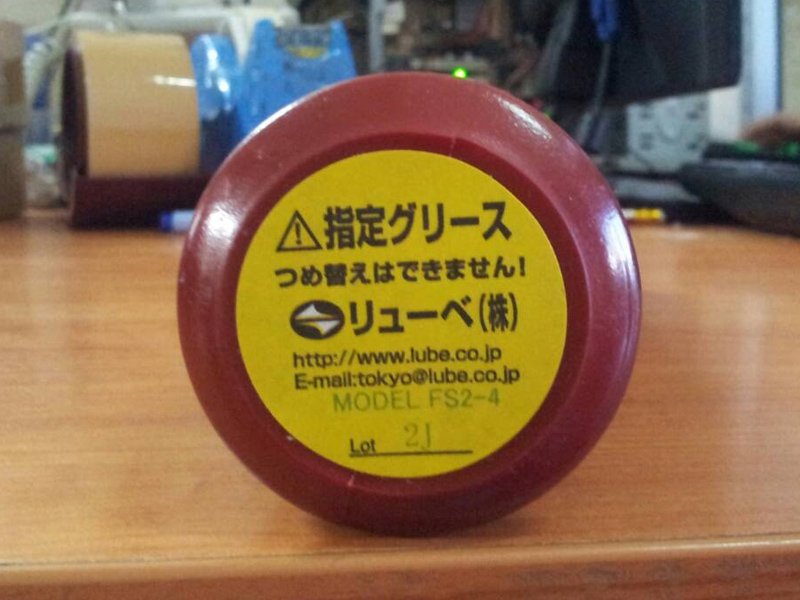 指定グリース
つめ替えはできません!
リューベ(株)
http://www.lube.co.jp
E-mail:tokyo@lube.co.jp
MODEL FS2-4
Lot 2J